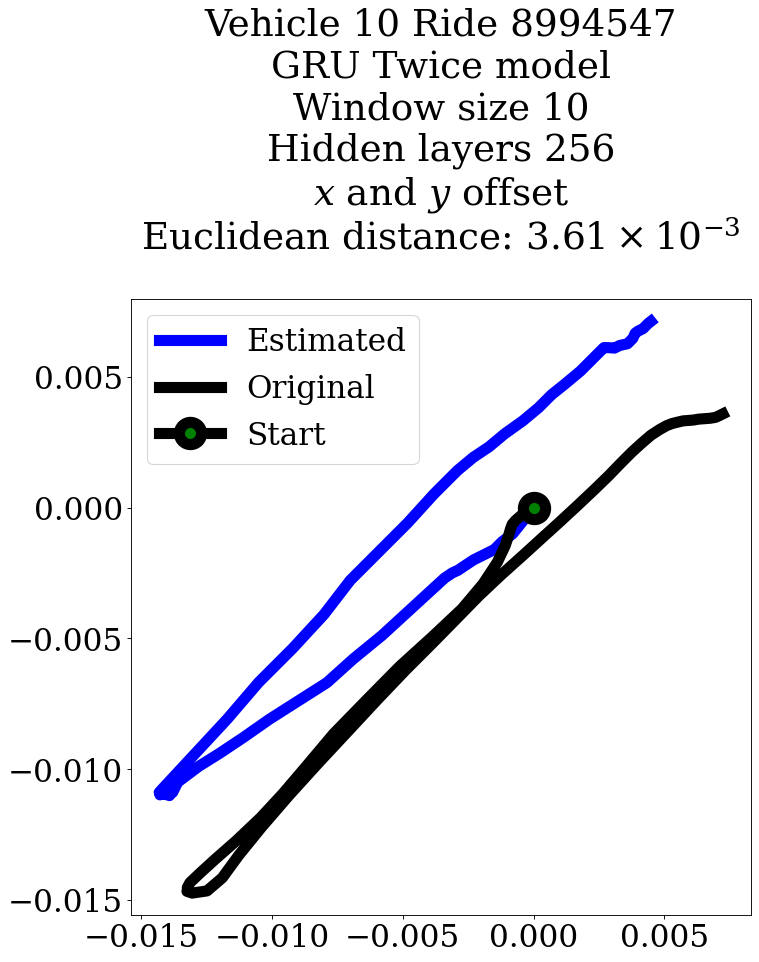 Vehicle 10 Ride 8994547
GRU Twice model
Window size 10
Hidden layers 256
x and y offset
Euclidean distance: 3.61 × 10⁻³
Estimated
Original
Start
0.005
0.000
−0.005
−0.010
−0.015
−0.015 −0.010 −0.005 0.000 0.005